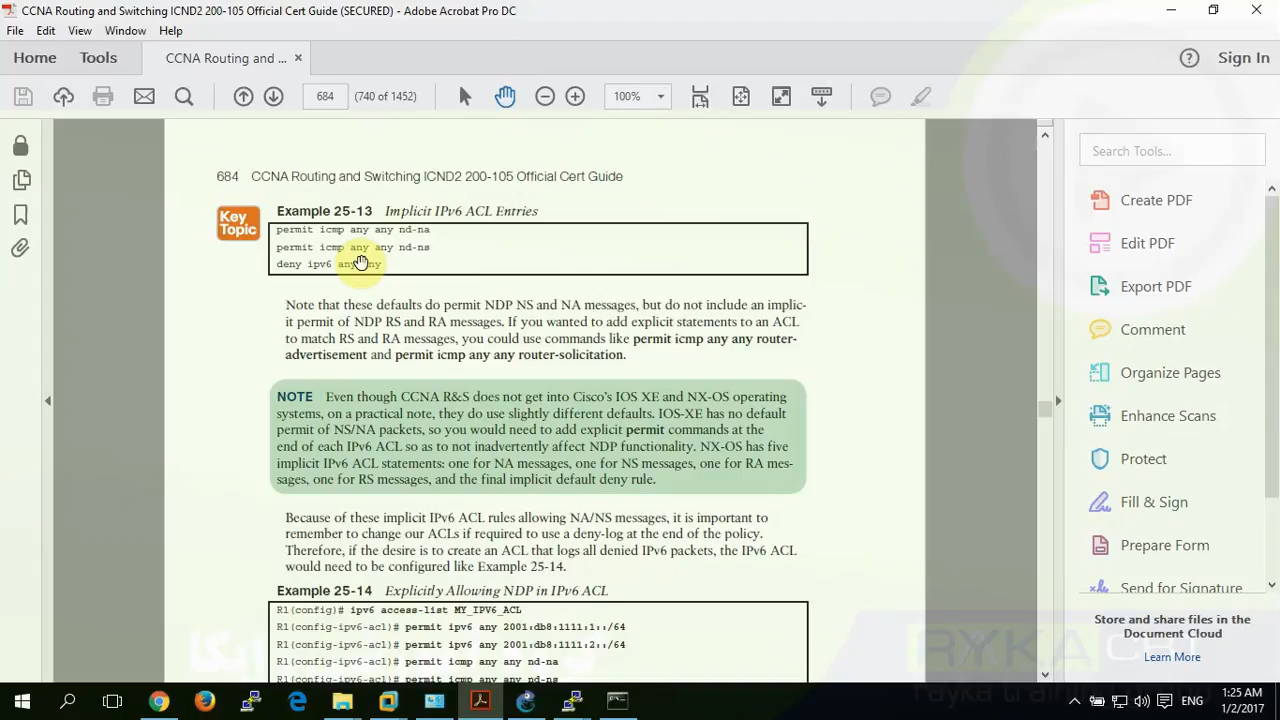 CCNA Routing and Switching ICND2 200-105 Official Cert Guide (SECURED) - Adobe Acrobat Pro DC
File Edit View Window Help
Home Tools CCNA Routing and ... × Sign In
684 (740 of 1452) 100%
684 CCNA Routing and Switching ICND2 200-105 Official Cert Guide
Key
Topic
Example 25-13 Implicit IPv6 ACL Entries
permit icmp any any nd-na
permit icmp any any nd-ns
deny ipv6 any any
Note that these defaults do permit NDP NS and NA messages, but do not include an implic-
it permit of NDP RS and RA messages. If you wanted to add explicit statements to an ACL
to match RS and RA messages, you could use commands like permit icmp any any router-
advertisement and permit icmp any any router-solicitation.
NOTE Even though CCNA R&S does not get into Cisco's IOS XE and NX-OS operating
systems, on a practical note, they do use slightly different defaults. IOS-XE has no default
permit of NS/NA packets, so you would need to add explicit permit commands at the
end of each IPv6 ACL so as to not inadvertently affect NDP functionality. NX-OS has five
implicit IPv6 ACL statements: one for NA messages, one for NS messages, one for RA mes-
sages, one for RS messages, and the final implicit default deny rule.
Because of these implicit IPv6 ACL rules allowing NA/NS messages, it is important to
remember to change our ACLs if required to use a deny-log at the end of the policy.
Therefore, if the desire is to create an ACL that logs all denied IPv6 packets, the IPv6 ACL
would need to be configured like Example 25-14.
Example 25-14 Explicitly Allowing NDP in IPv6 ACL
R1(config)# ipv6 access-list MY_IPV6_ACL
R1(config-ipv6-acl)# permit ipv6 any 2001:db8:1111:1::/64
R1(config-ipv6-acl)# permit ipv6 any 2001:db8:1111:2::/64
R1(config-ipv6-acl)# permit icmp any any nd-na
R1(config-ipv6-acl)# permit icmp any any nd-ns
Search Tools...
Create PDF
Edit PDF
Export PDF
Comment
Organize Pages
Enhance Scans
Protect
Fill & Sign
Prepare Form
Send for Signature
Store and share files in the
Document Cloud
Learn More
ENG
1:25 AM
1/2/2017